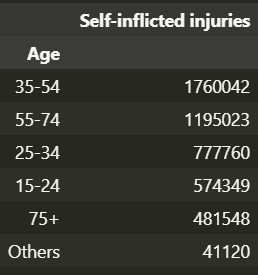 Self-inflicted injuries
Age
35-54 1760042
55-74 1195023
25-34 777760
15-24 574349
75+ 481548
Others 41120